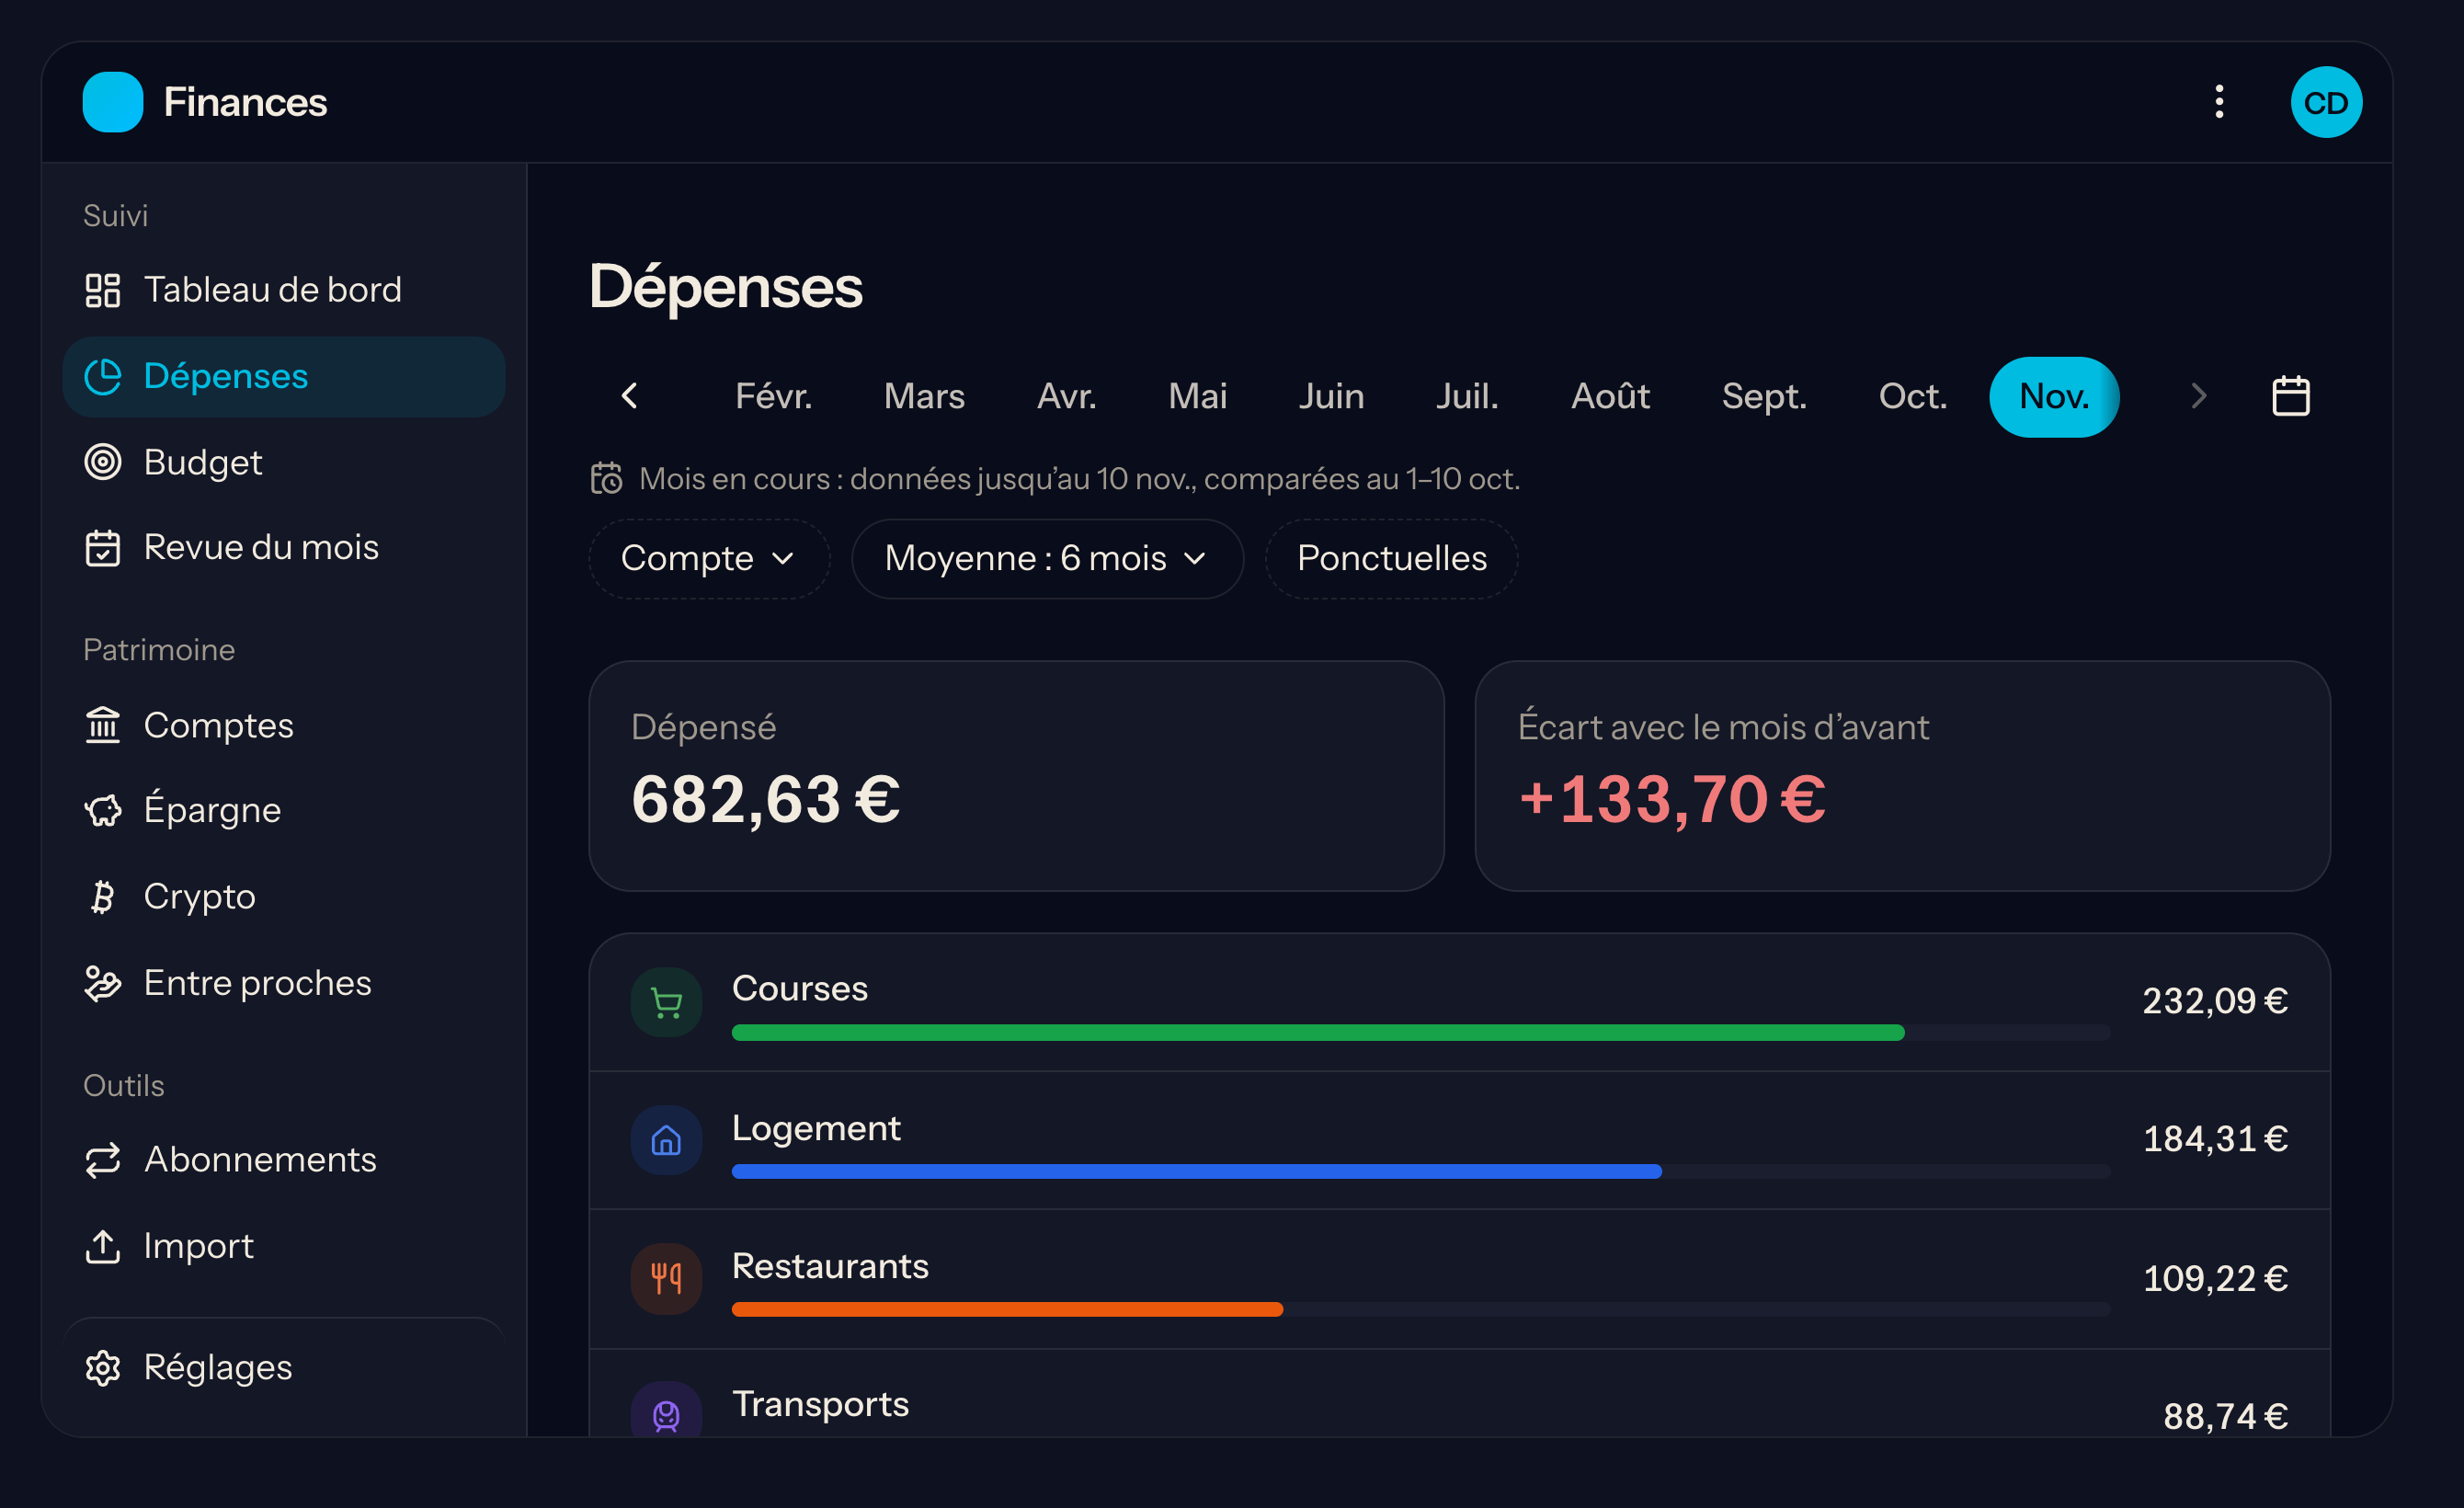 Finances
CD
Suivi
Tableau de bord
Dépenses
Budget
Revue du mois
Patrimoine
Comptes
Épargne
Crypto
Entre proches
Outils
Abonnements
Import
Réglages
Dépenses
Févr. Mars Avr. Mai Juin Juil. Août Sept. Oct. Nov.
Mois en cours : données jusqu’au 10 nov., comparées au 1–10 oct.
Compte Moyenne : 6 mois Ponctuelles
Dépensé
682,63 €
Écart avec le mois d’avant
+133,70 €
Courses 232,09 €
Logement 184,31 €
Restaurants 109,22 €
Transports 88,74 €